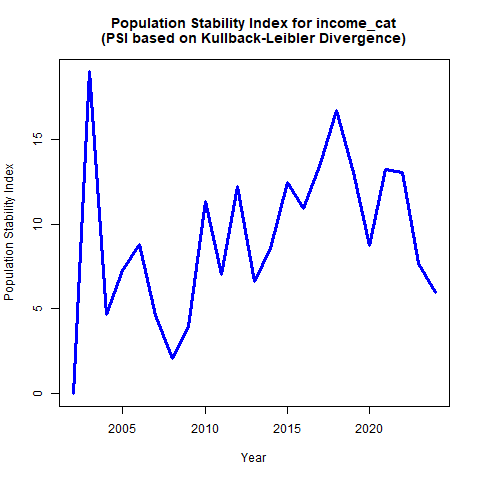 Population Stability Index for income_cat
(PSI based on Kullback-Leibler Divergence)
Population Stability Index
15
10
5
0
2005 2010 2015 2020
Year